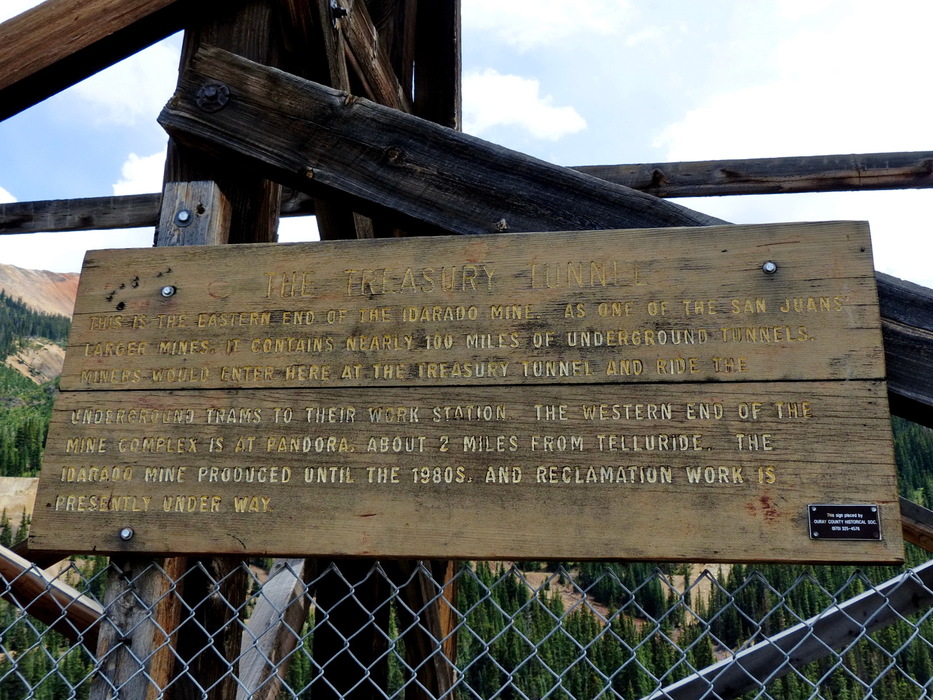 THE TREASURY TUNNEL
THIS IS THE EASTERN END OF THE IDARADO MINE. AS ONE OF THE SAN JUANS'
LARGER MINES, IT CONTAINS NEARLY 100 MILES OF UNDERGROUND TUNNELS.
MINERS WOULD ENTER HERE AT THE TREASURY TUNNEL AND RIDE THE
UNDERGROUND TRAMS TO THEIR WORK STATION. THE WESTERN END OF THE
MINE COMPLEX IS AT PANDORA, ABOUT 2 MILES FROM TELLURIDE. THE
IDARADO MINE PRODUCED UNTIL THE 1980S, AND RECLAMATION WORK IS
PRESENTLY UNDER WAY.
This sign placed by
OURAY COUNTY HISTORICAL SOC.
(970) 325-4576